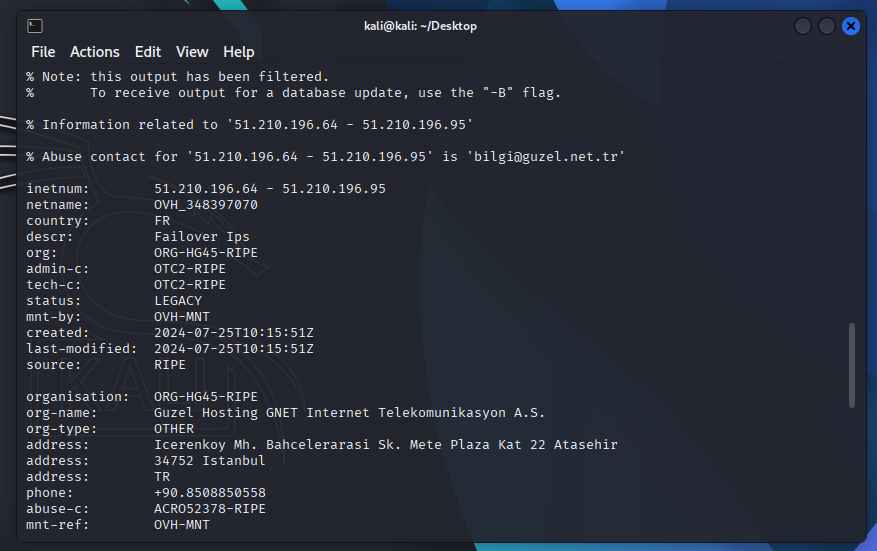 kali@kali: ~/Desktop
File Actions Edit View Help
% Note: this output has been filtered.
%       To receive output for a database update, use the "-B" flag.
% Information related to '51.210.196.64 - 51.210.196.95'
% Abuse contact for '51.210.196.64 - 51.210.196.95' is 'bilgi@guzel.net.tr'
inetnum:        51.210.196.64 - 51.210.196.95
netname:        OVH_348397070
country:        FR
descr:          Failover Ips
org:            ORG-HG45-RIPE
admin-c:        OTC2-RIPE
tech-c:         OTC2-RIPE
status:         LEGACY
mnt-by:         OVH-MNT
created:        2024-07-25T10:15:51Z
last-modified:  2024-07-25T10:15:51Z
source:         RIPE
organisation:   ORG-HG45-RIPE
org-name:       Guzel Hosting GNET Internet Telekomunikasyon A.S.
org-type:       OTHER
address:        Icerenkoy Mh. Bahcelerarasi Sk. Mete Plaza Kat 22 Atasehir
address:        34752 Istanbul
address:        TR
phone:          +90.8508850558
abuse-c:        ACRO52378-RIPE
mnt-ref:        OVH-MNT
KALI